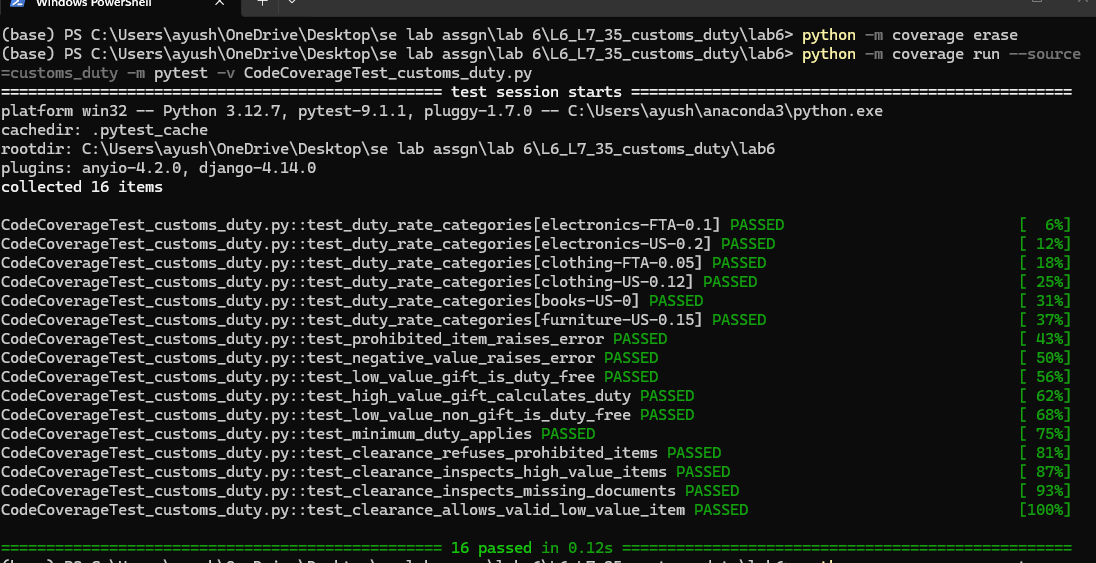 Windows PowerShell
(base) PS C:\Users\ayush\OneDrive\Desktop\se lab assgn\lab 6\L6_L7_35_customs_duty\lab6> python -m coverage erase
(base) PS C:\Users\ayush\OneDrive\Desktop\se lab assgn\lab 6\L6_L7_35_customs_duty\lab6> python -m coverage run --source
=customs_duty -m pytest -v CodeCoverageTest_customs_duty.py
================================================= test session starts =================================================
platform win32 -- Python 3.12.7, pytest-9.1.1, pluggy-1.7.0 -- C:\Users\ayush\anaconda3\python.exe
cachedir: .pytest_cache
rootdir: C:\Users\ayush\OneDrive\Desktop\se lab assgn\lab 6\L6_L7_35_customs_duty\lab6
plugins: anyio-4.2.0, django-4.14.0
collected 16 items
CodeCoverageTest_customs_duty.py::test_duty_rate_categories[electronics-FTA-0.1] PASSED [  6%]
CodeCoverageTest_customs_duty.py::test_duty_rate_categories[electronics-US-0.2] PASSED [ 12%]
CodeCoverageTest_customs_duty.py::test_duty_rate_categories[clothing-FTA-0.05] PASSED [ 18%]
CodeCoverageTest_customs_duty.py::test_duty_rate_categories[clothing-US-0.12] PASSED [ 25%]
CodeCoverageTest_customs_duty.py::test_duty_rate_categories[books-US-0] PASSED [ 31%]
CodeCoverageTest_customs_duty.py::test_duty_rate_categories[furniture-US-0.15] PASSED [ 37%]
CodeCoverageTest_customs_duty.py::test_prohibited_item_raises_error PASSED [ 43%]
CodeCoverageTest_customs_duty.py::test_negative_value_raises_error PASSED [ 50%]
CodeCoverageTest_customs_duty.py::test_low_value_gift_is_duty_free PASSED [ 56%]
CodeCoverageTest_customs_duty.py::test_high_value_gift_calculates_duty PASSED [ 62%]
CodeCoverageTest_customs_duty.py::test_low_value_non_gift_is_duty_free PASSED [ 68%]
CodeCoverageTest_customs_duty.py::test_minimum_duty_applies PASSED [ 75%]
CodeCoverageTest_customs_duty.py::test_clearance_refuses_prohibited_items PASSED [ 81%]
CodeCoverageTest_customs_duty.py::test_clearance_inspects_high_value_items PASSED [ 87%]
CodeCoverageTest_customs_duty.py::test_clearance_inspects_missing_documents PASSED [ 93%]
CodeCoverageTest_customs_duty.py::test_clearance_allows_valid_low_value_item PASSED [100%]
================================================= 16 passed in 0.12s ==================================================